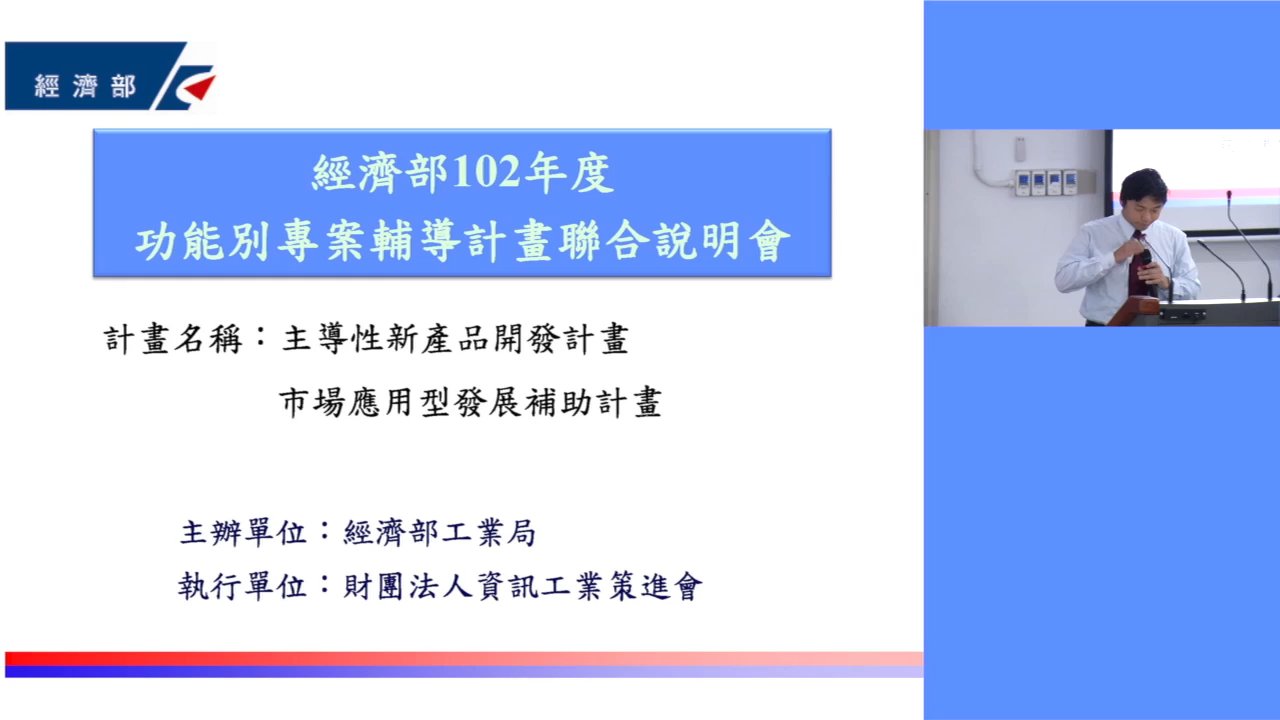 經濟部
經濟部102年度
功能別專案輔導計畫聯合說明會
計畫名稱：主導性新產品開發計畫
市場應用型發展補助計畫
主辦單位：經濟部工業局
執行單位：財團法人資訊工業策進會